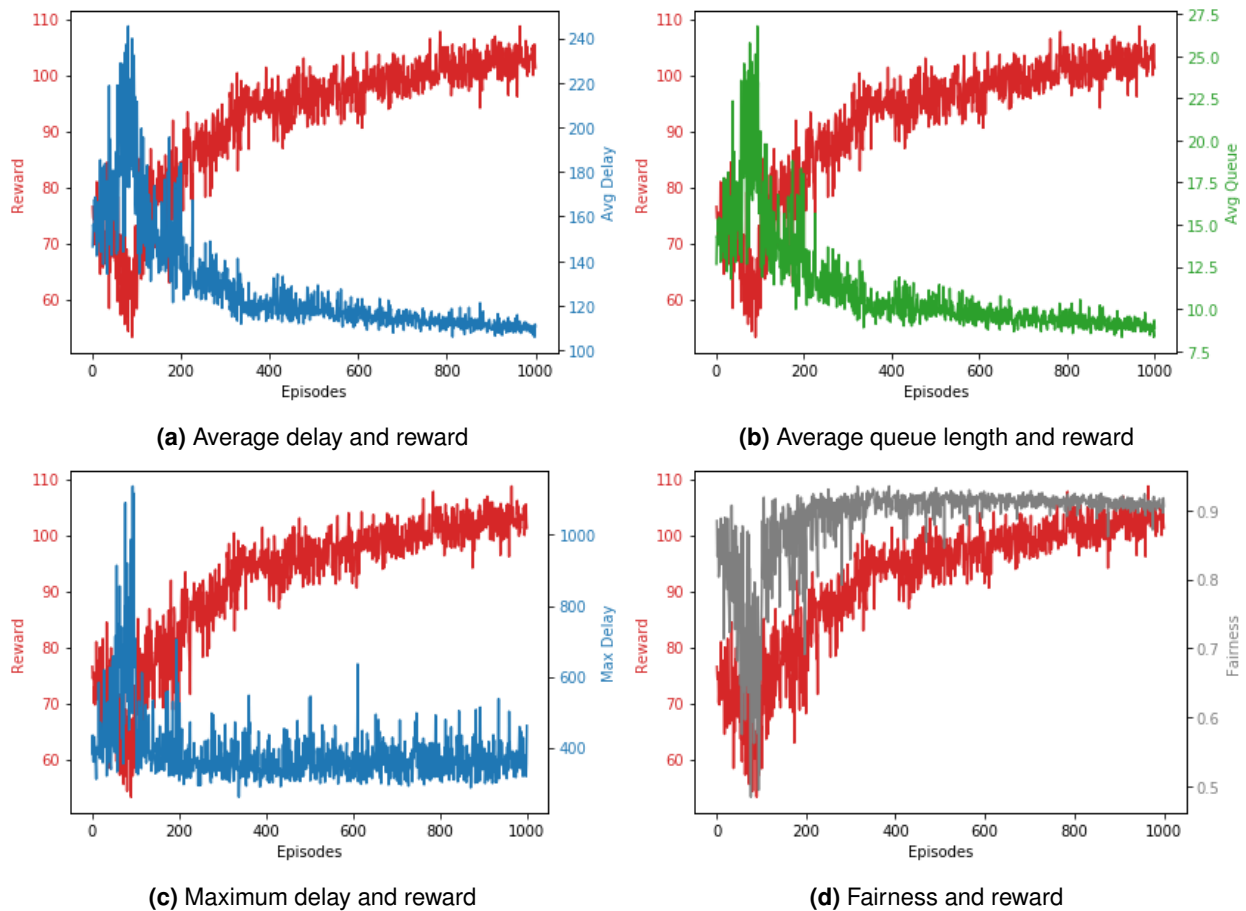 110
100
90
80
70
60
Reward
240
220
200
180
160
140
120
100
Avg Delay
0 200 400 600 800 1000
Episodes
(a) Average delay and reward
110
100
90
80
70
60
Reward
27.5
25.0
22.5
20.0
17.5
15.0
12.5
10.0
7.5
Avg Queue
0 200 400 600 800 1000
Episodes
(b) Average queue length and reward
110
100
90
80
70
60
Reward
1000
800
600
400
Max Delay
0 200 400 600 800 1000
Episodes
(c) Maximum delay and reward
110
100
90
80
70
60
Reward
0.9
0.8
0.7
0.6
0.5
Fairness
0 200 400 600 800 1000
Episodes
(d) Fairness and reward